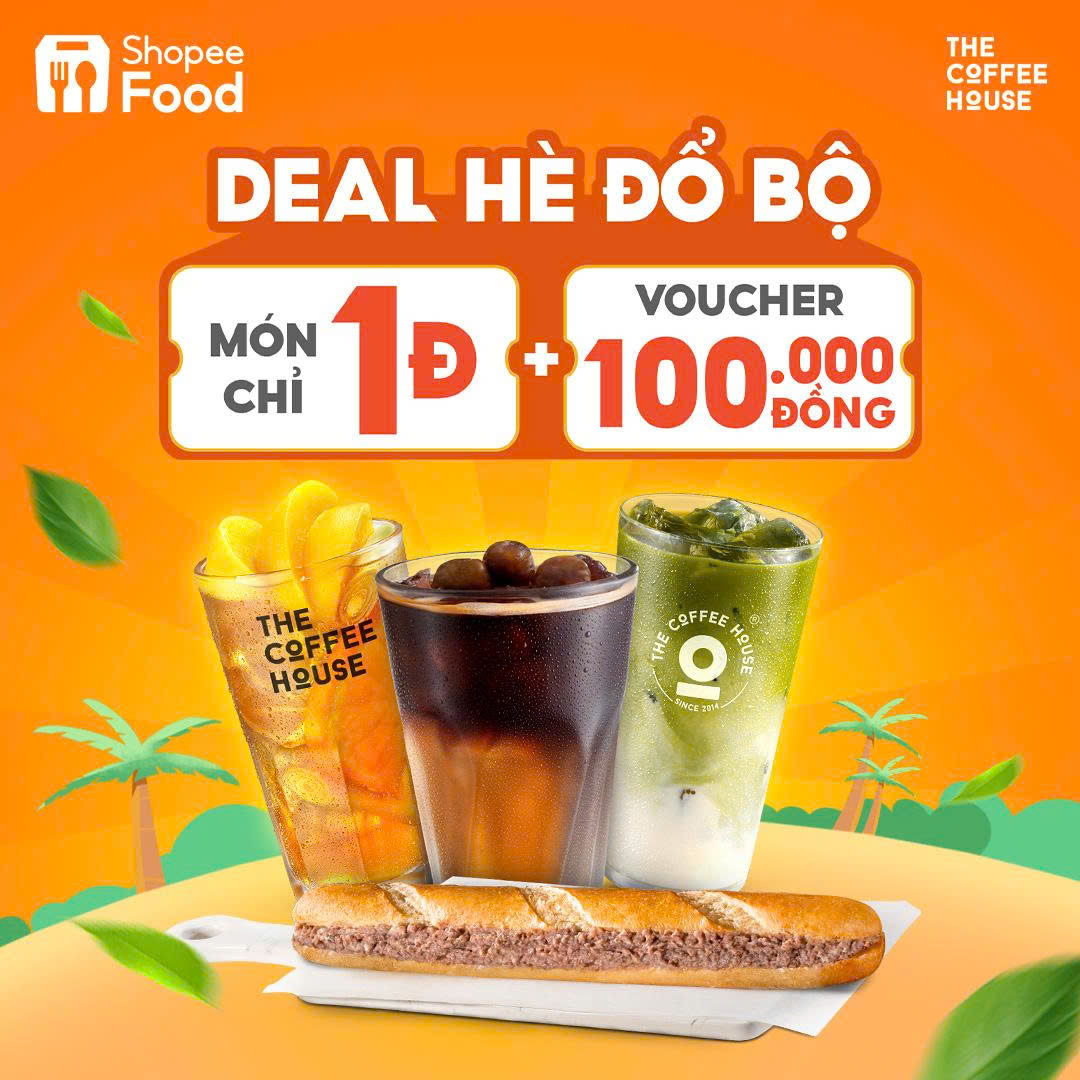 Shopee
Food
THE
COFFEE
HOUSE
DEAL HÈ ĐỔ BỘ
MÓN
CHỈ
1Đ
+
VOUCHER
100.000
ĐỒNG
THE
COFFEE
HOUSE
THE COFFEE HOUSE ®
SINCE 2014